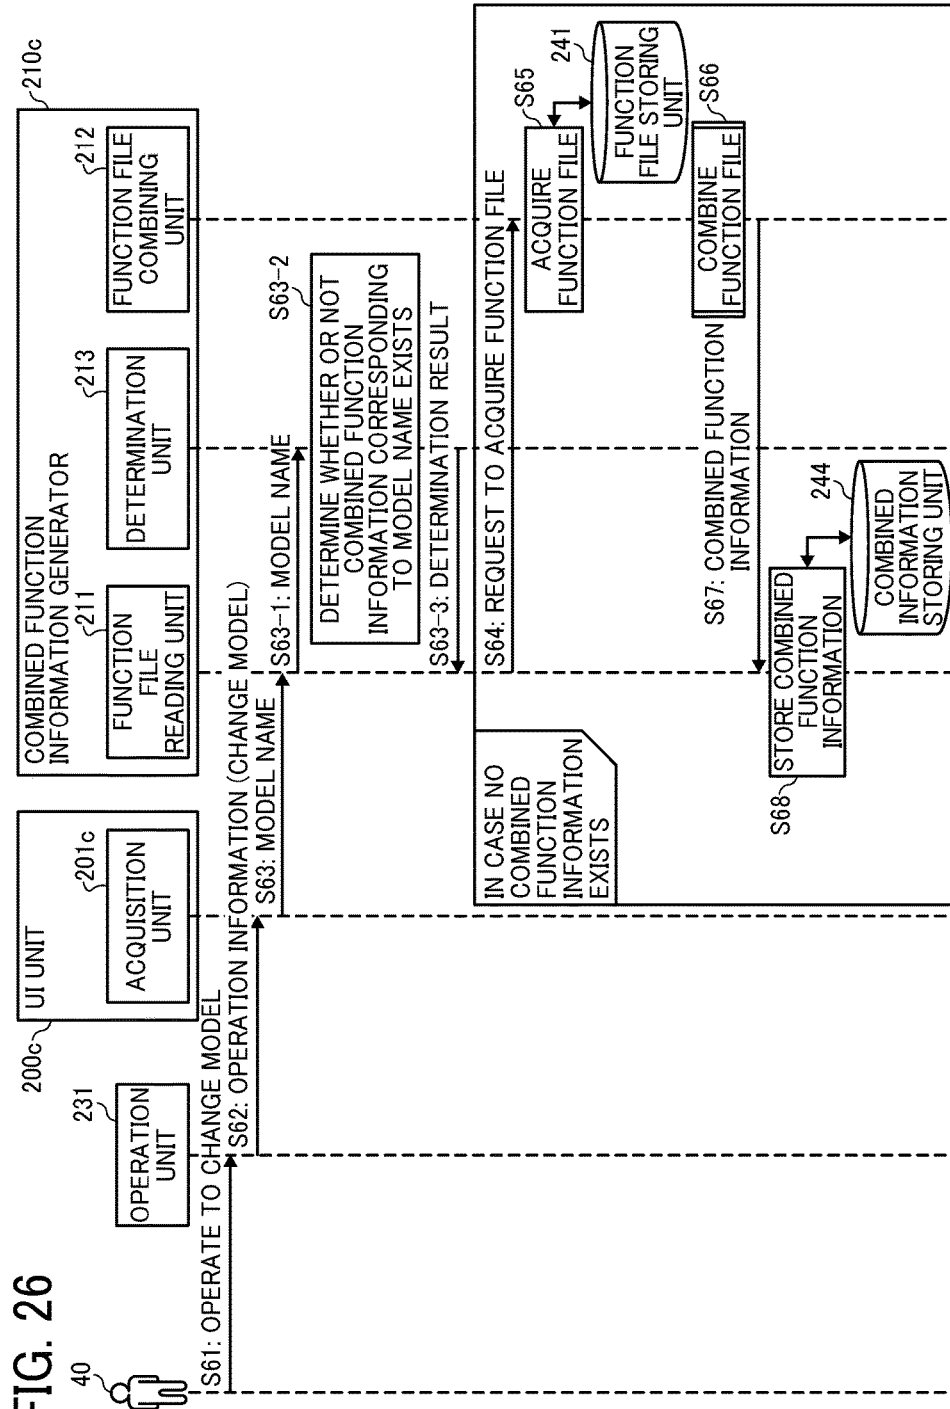 FIG. 26
40
231
OPERATION
UNIT
200c
UI UNIT
201c
ACQUISITION
UNIT
210c
COMBINED FUNCTION
INFORMATION GENERATOR
211
FUNCTION
FILE
READING UNIT
213
DETERMINATION
UNIT
212
FUNCTION FILE
COMBINING
UNIT
S61: OPERATE TO CHANGE MODEL
S62: OPERATION INFORMATION (CHANGE MODEL)
S63: MODEL NAME
S63-1: MODEL NAME
S63-2
DETERMINE WHETHER OR NOT
COMBINED FUNCTION
INFORMATION CORRESPONDING
TO MODEL NAME EXISTS
S63-3: DETERMINATION RESULT
IN CASE NO
COMBINED
FUNCTION
INFORMATION
EXISTS
S64: REQUEST TO ACQUIRE FUNCTION FILE
S65
ACQUIRE
FUNCTION FILE
241
FUNCTION
FILE STORING
UNIT
S66
COMBINE
FUNCTION FILE
S67: COMBINED FUNCTION
INFORMATION
S68
STORE COMBINED
FUNCTION
INFORMATION
244
COMBINED
INFORMATION
STORING UNIT